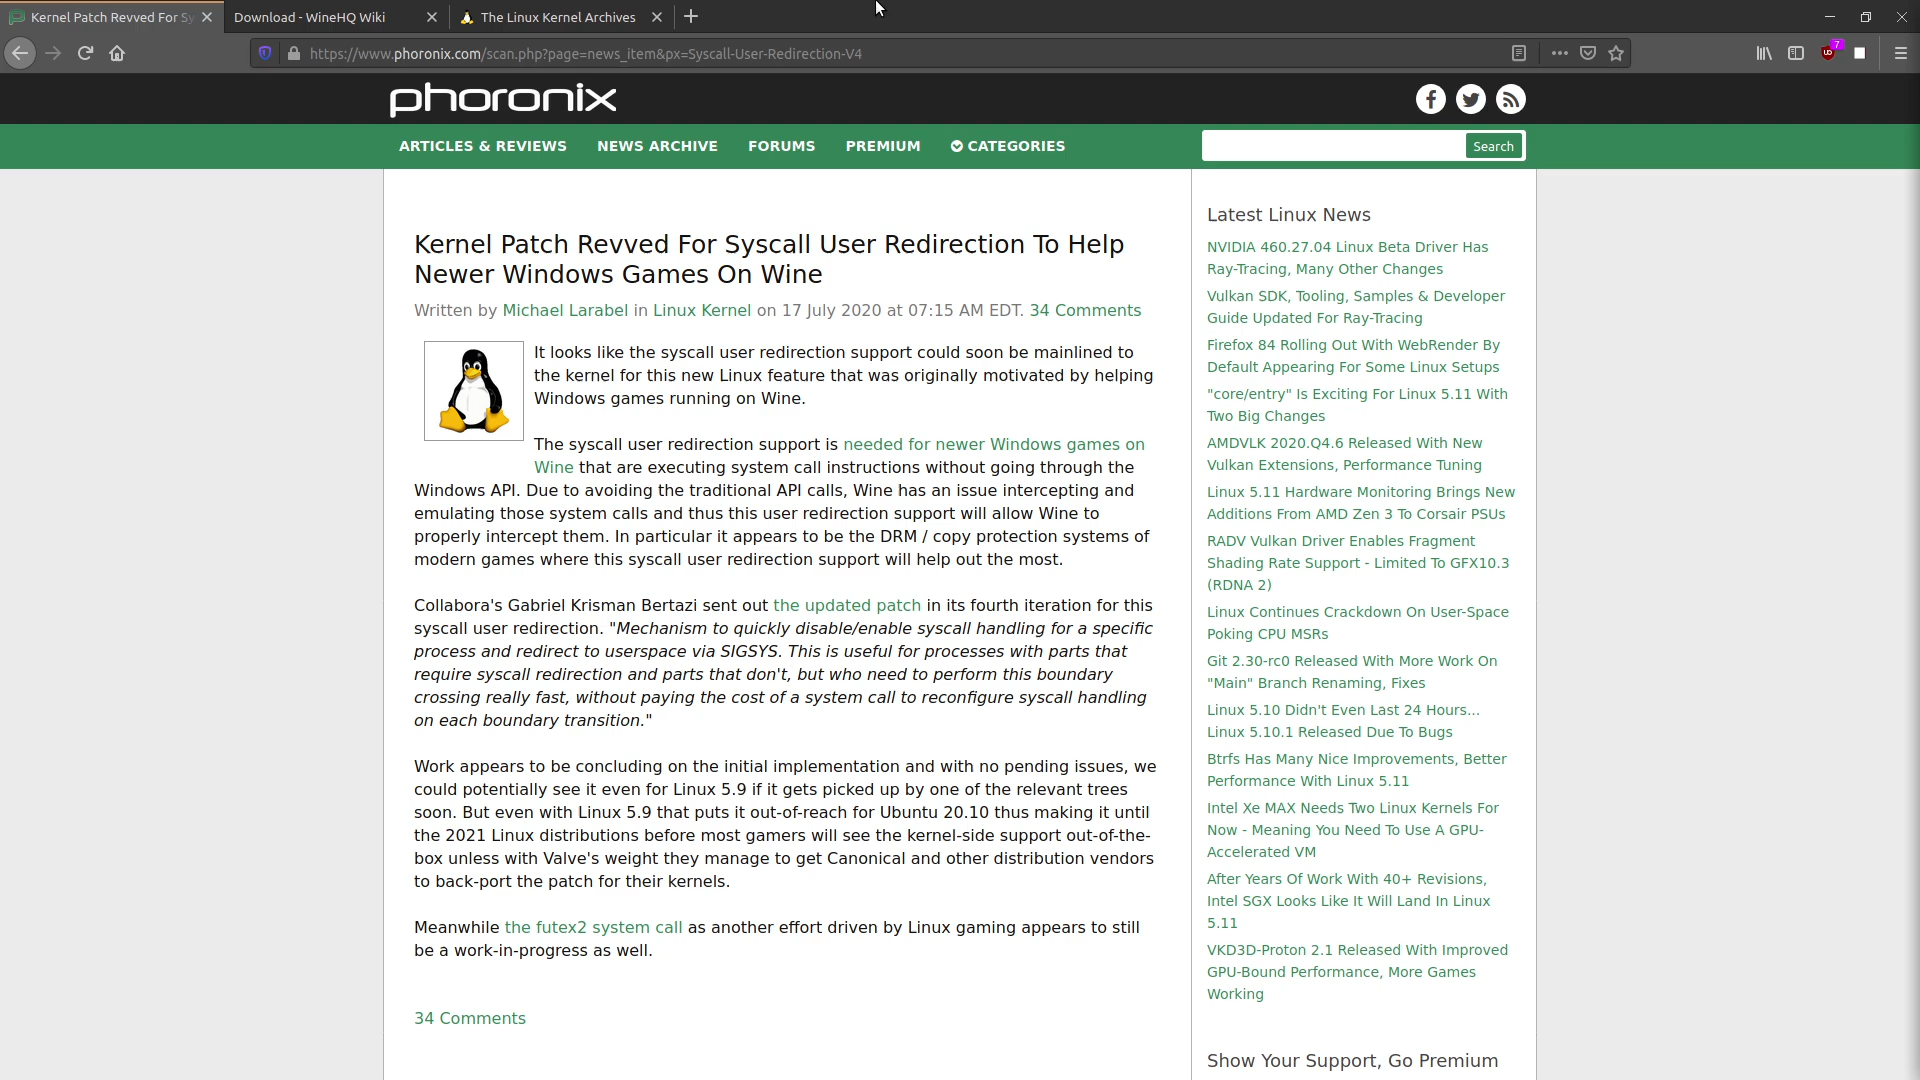 Kernel Patch Revved For Sy
Download - WineHQ Wiki
The Linux Kernel Archives
https://www.phoronix.com/scan.php?page=news_item&px=Syscall-User-Redirection-V4
7
phoronix
ARTICLES & REVIEWS NEWS ARCHIVE FORUMS PREMIUM CATEGORIES
Search
Kernel Patch Revved For Syscall User Redirection To Help
Newer Windows Games On Wine
Written by Michael Larabel in Linux Kernel on 17 July 2020 at 07:15 AM EDT. 34 Comments
It looks like the syscall user redirection support could soon be mainlined to
the kernel for this new Linux feature that was originally motivated by helping
Windows games running on Wine.
The syscall user redirection support is needed for newer Windows games on
Wine that are executing system call instructions without going through the
Windows API. Due to avoiding the traditional API calls, Wine has an issue intercepting and
emulating those system calls and thus this user redirection support will allow Wine to
properly intercept them. In particular it appears to be the DRM / copy protection systems of
modern games where this syscall user redirection support will help out the most.
Collabora's Gabriel Krisman Bertazi sent out the updated patch in its fourth iteration for this
syscall user redirection. "Mechanism to quickly disable/enable syscall handling for a specific
process and redirect to userspace via SIGSYS. This is useful for processes with parts that
require syscall redirection and parts that don't, but who need to perform this boundary
crossing really fast, without paying the cost of a system call to reconfigure syscall handling
on each boundary transition."
Work appears to be concluding on the initial implementation and with no pending issues, we
could potentially see it even for Linux 5.9 if it gets picked up by one of the relevant trees
soon. But even with Linux 5.9 that puts it out-of-reach for Ubuntu 20.10 thus making it until
the 2021 Linux distributions before most gamers will see the kernel-side support out-of-the-
box unless with Valve's weight they manage to get Canonical and other distribution vendors
to back-port the patch for their kernels.
Meanwhile the futex2 system call as another effort driven by Linux gaming appears to still
be a work-in-progress as well.
34 Comments
Latest Linux News
NVIDIA 460.27.04 Linux Beta Driver Has
Ray-Tracing, Many Other Changes
Vulkan SDK, Tooling, Samples & Developer
Guide Updated For Ray-Tracing
Firefox 84 Rolling Out With WebRender By
Default Appearing For Some Linux Setups
"core/entry" Is Exciting For Linux 5.11 With
Two Big Changes
AMDVLK 2020.Q4.6 Released With New
Vulkan Extensions, Performance Tuning
Linux 5.11 Hardware Monitoring Brings New
Additions From AMD Zen 3 To Corsair PSUs
RADV Vulkan Driver Enables Fragment
Shading Rate Support - Limited To GFX10.3
(RDNA 2)
Linux Continues Crackdown On User-Space
Poking CPU MSRs
Git 2.30-rc0 Released With More Work On
"Main" Branch Renaming, Fixes
Linux 5.10 Didn't Even Last 24 Hours...
Linux 5.10.1 Released Due To Bugs
Btrfs Has Many Nice Improvements, Better
Performance With Linux 5.11
Intel Xe MAX Needs Two Linux Kernels For
Now - Meaning You Need To Use A GPU-
Accelerated VM
After Years Of Work With 40+ Revisions,
Intel SGX Looks Like It Will Land In Linux
5.11
VKD3D-Proton 2.1 Released With Improved
GPU-Bound Performance, More Games
Working
Show Your Support, Go Premium